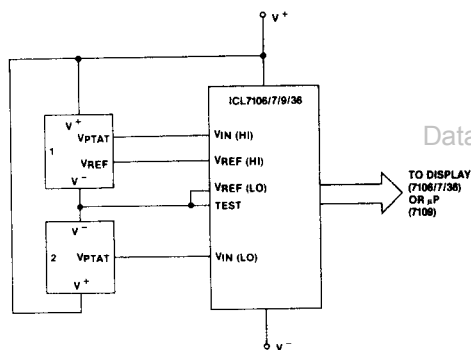 V+
ICL7106/7/9/36
V+
VPTAT
1
VREF
V−
VIN (HI)
VREF (HI)
VREF (LO)
TEST
Data
TO DISPLAY
(7106/7/36)
OR µP
(7109)
V−
2
VPTAT
V+
VIN (LO)
V−